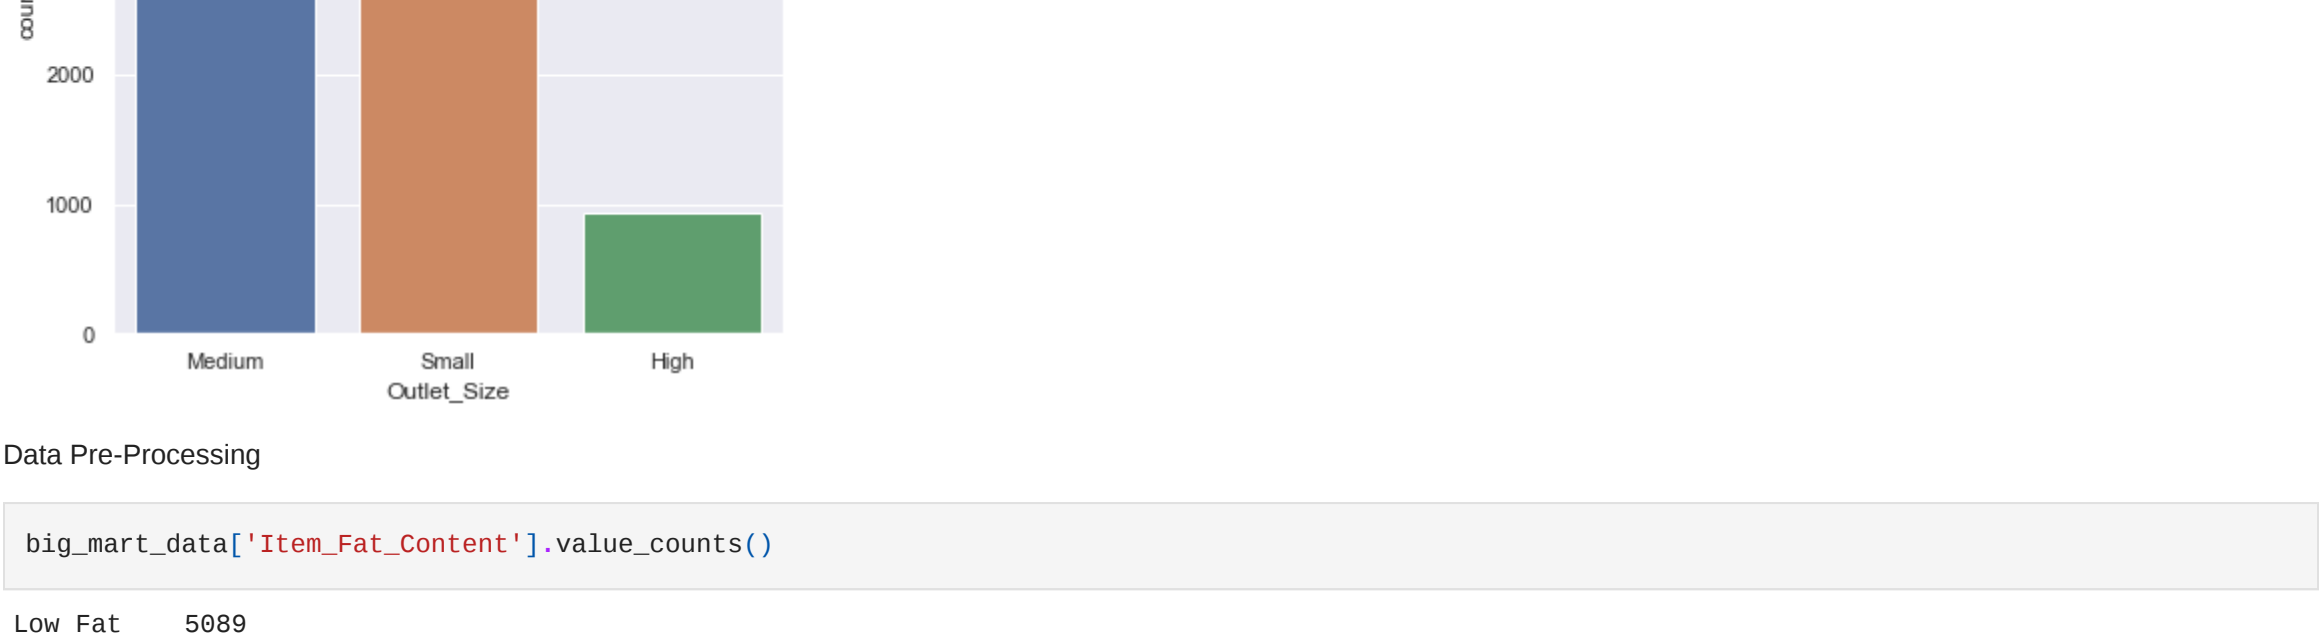 2000
1000
0
Medium Small High
Outlet_Size
Data Pre-Processing
big_mart_data['Item_Fat_Content'].value_counts()
Low Fat 5089